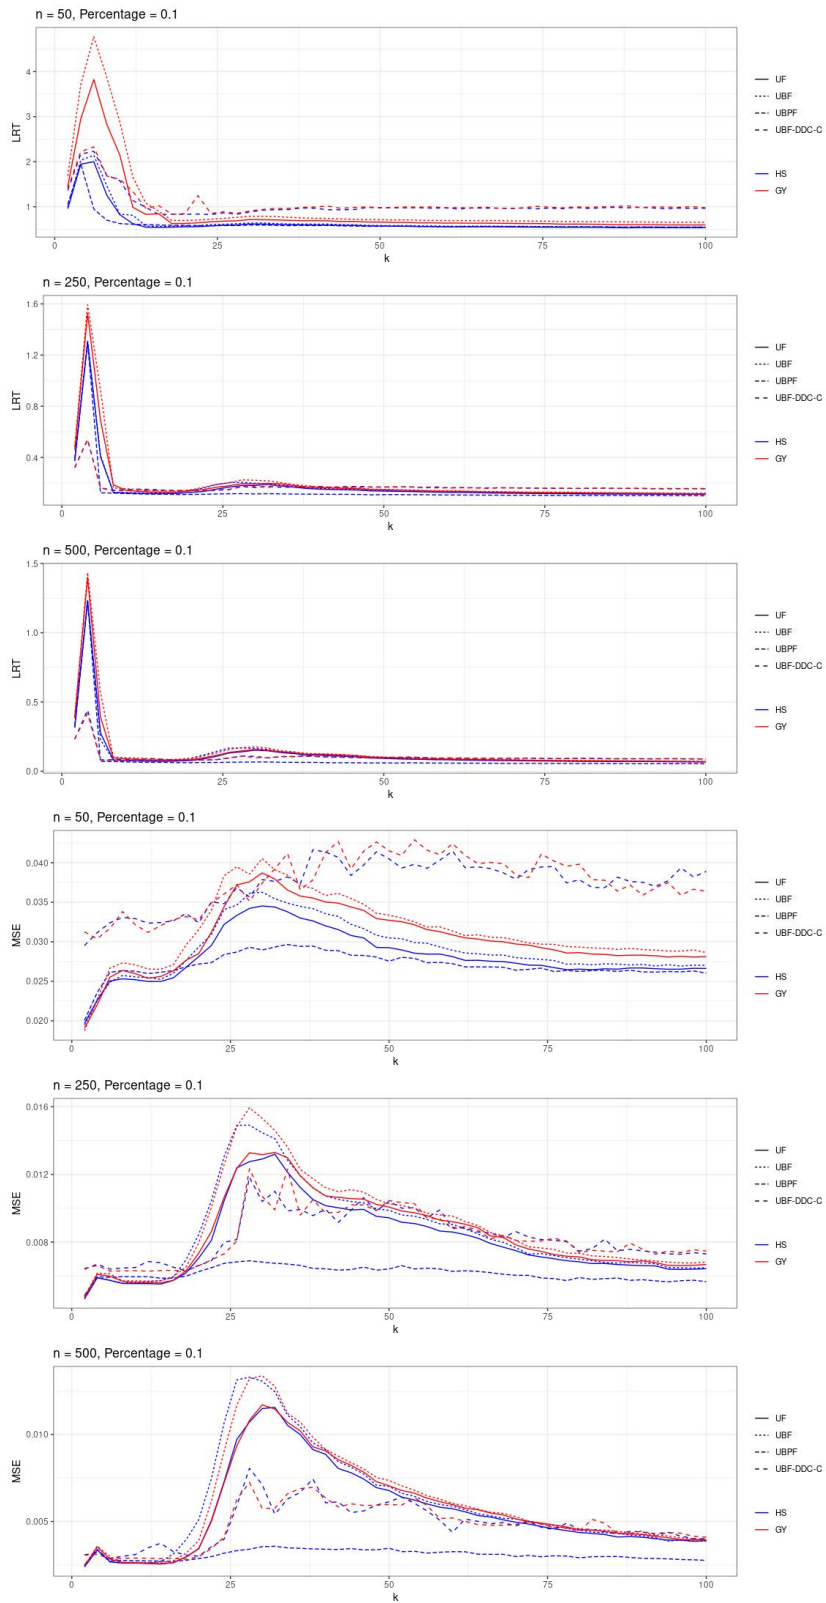 n = 50, Percentage = 0.1
4
3
2
1
LRT
0 25 50 75 100
k
UF
UBF
UBPF
UBF-DDC-C
HS
GY
n = 250, Percentage = 0.1
1.6
1.2
0.8
0.4
LRT
0 25 50 75 100
k
UF
UBF
UBPF
UBF-DDC-C
HS
GY
n = 500, Percentage = 0.1
1.5
1.0
0.5
0.0
LRT
0 25 50 75 100
k
UF
UBF
UBPF
UBF-DDC-C
HS
GY
n = 50, Percentage = 0.1
0.040
0.035
0.030
0.025
0.020
MSE
0 25 50 75 100
k
UF
UBF
UBPF
UBF-DDC-C
HS
GY
n = 250, Percentage = 0.1
0.016
0.012
0.008
MSE
0 25 50 75 100
k
UF
UBF
UBPF
UBF-DDC-C
HS
GY
n = 500, Percentage = 0.1
0.010
0.005
MSE
0 25 50 75 100
k
UF
UBF
UBPF
UBF-DDC-C
HS
GY